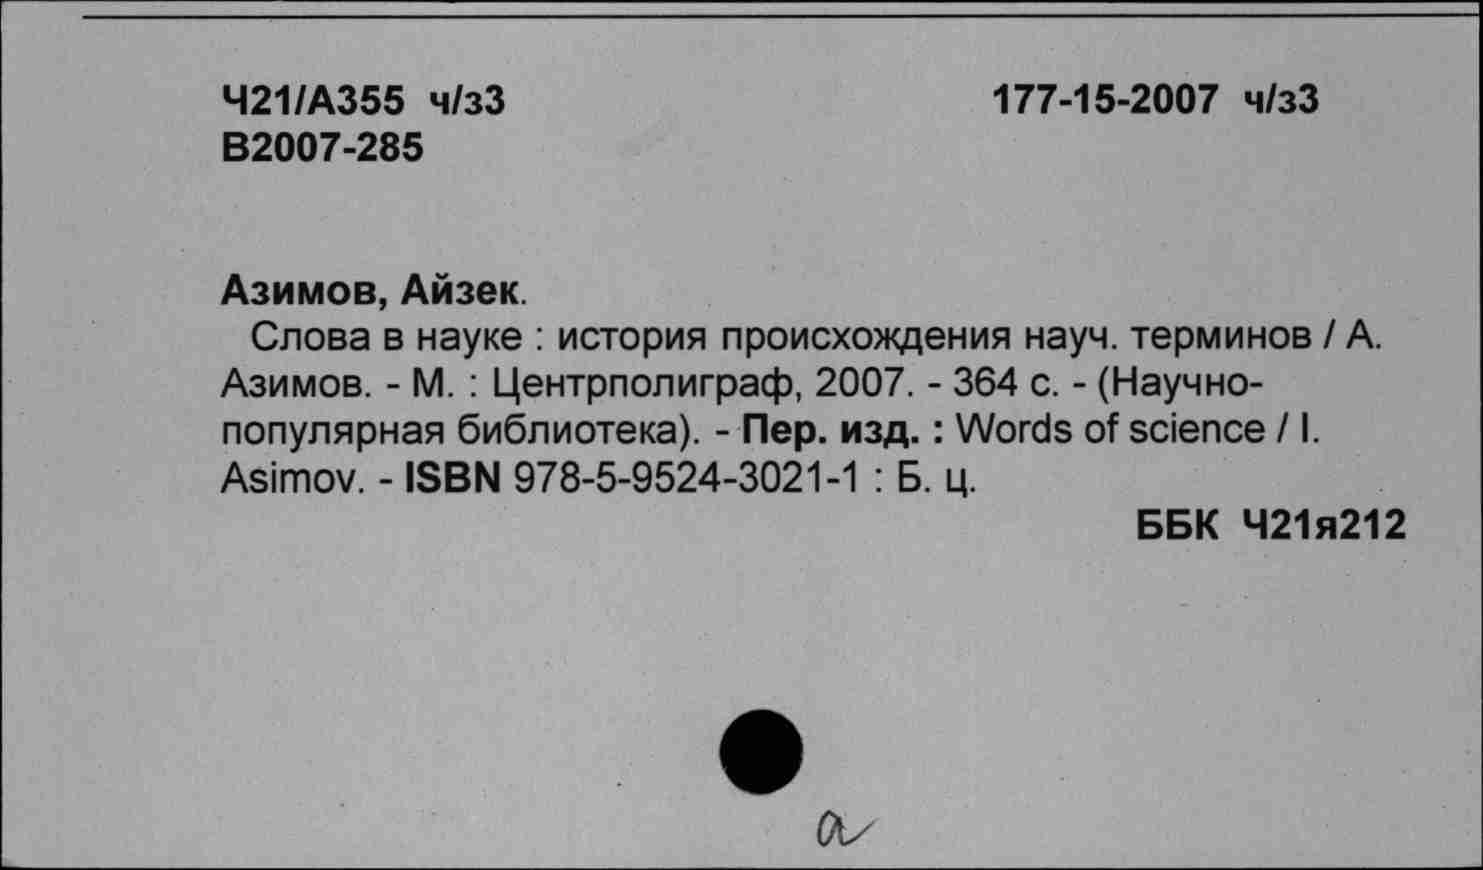 Ч21/А355 ч/з3
177-15-2007 ч/з3
В2007-285
Азимов, Айзек.
Слова в науке : история происхождения науч. терминов / А.
Азимов. - М. : Центрполиграф, 2007. - 364 с. - (Научно-
популярная библиотека). - Пер. изд. : Words of science / I.
Asimov. - ISBN 978-5-9524-3021-1 : Б. ц.
ББК Ч21я212